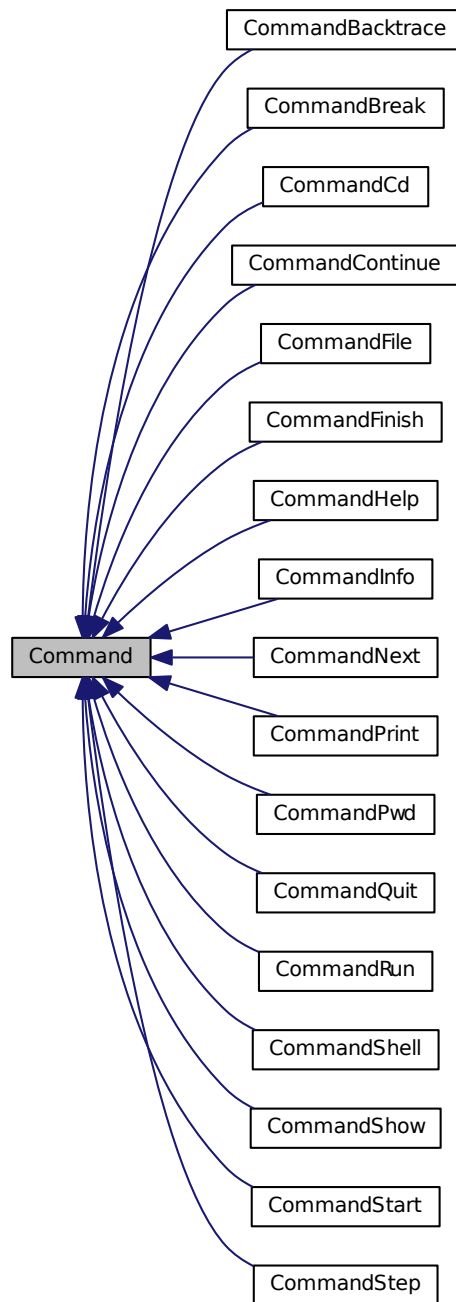 CommandBacktrace
CommandBreak
CommandCd
CommandContinue
CommandFile
CommandFinish
CommandHelp
CommandInfo
Command
CommandNext
CommandPrint
CommandPwd
CommandQuit
CommandRun
CommandShell
CommandShow
CommandStart
CommandStep